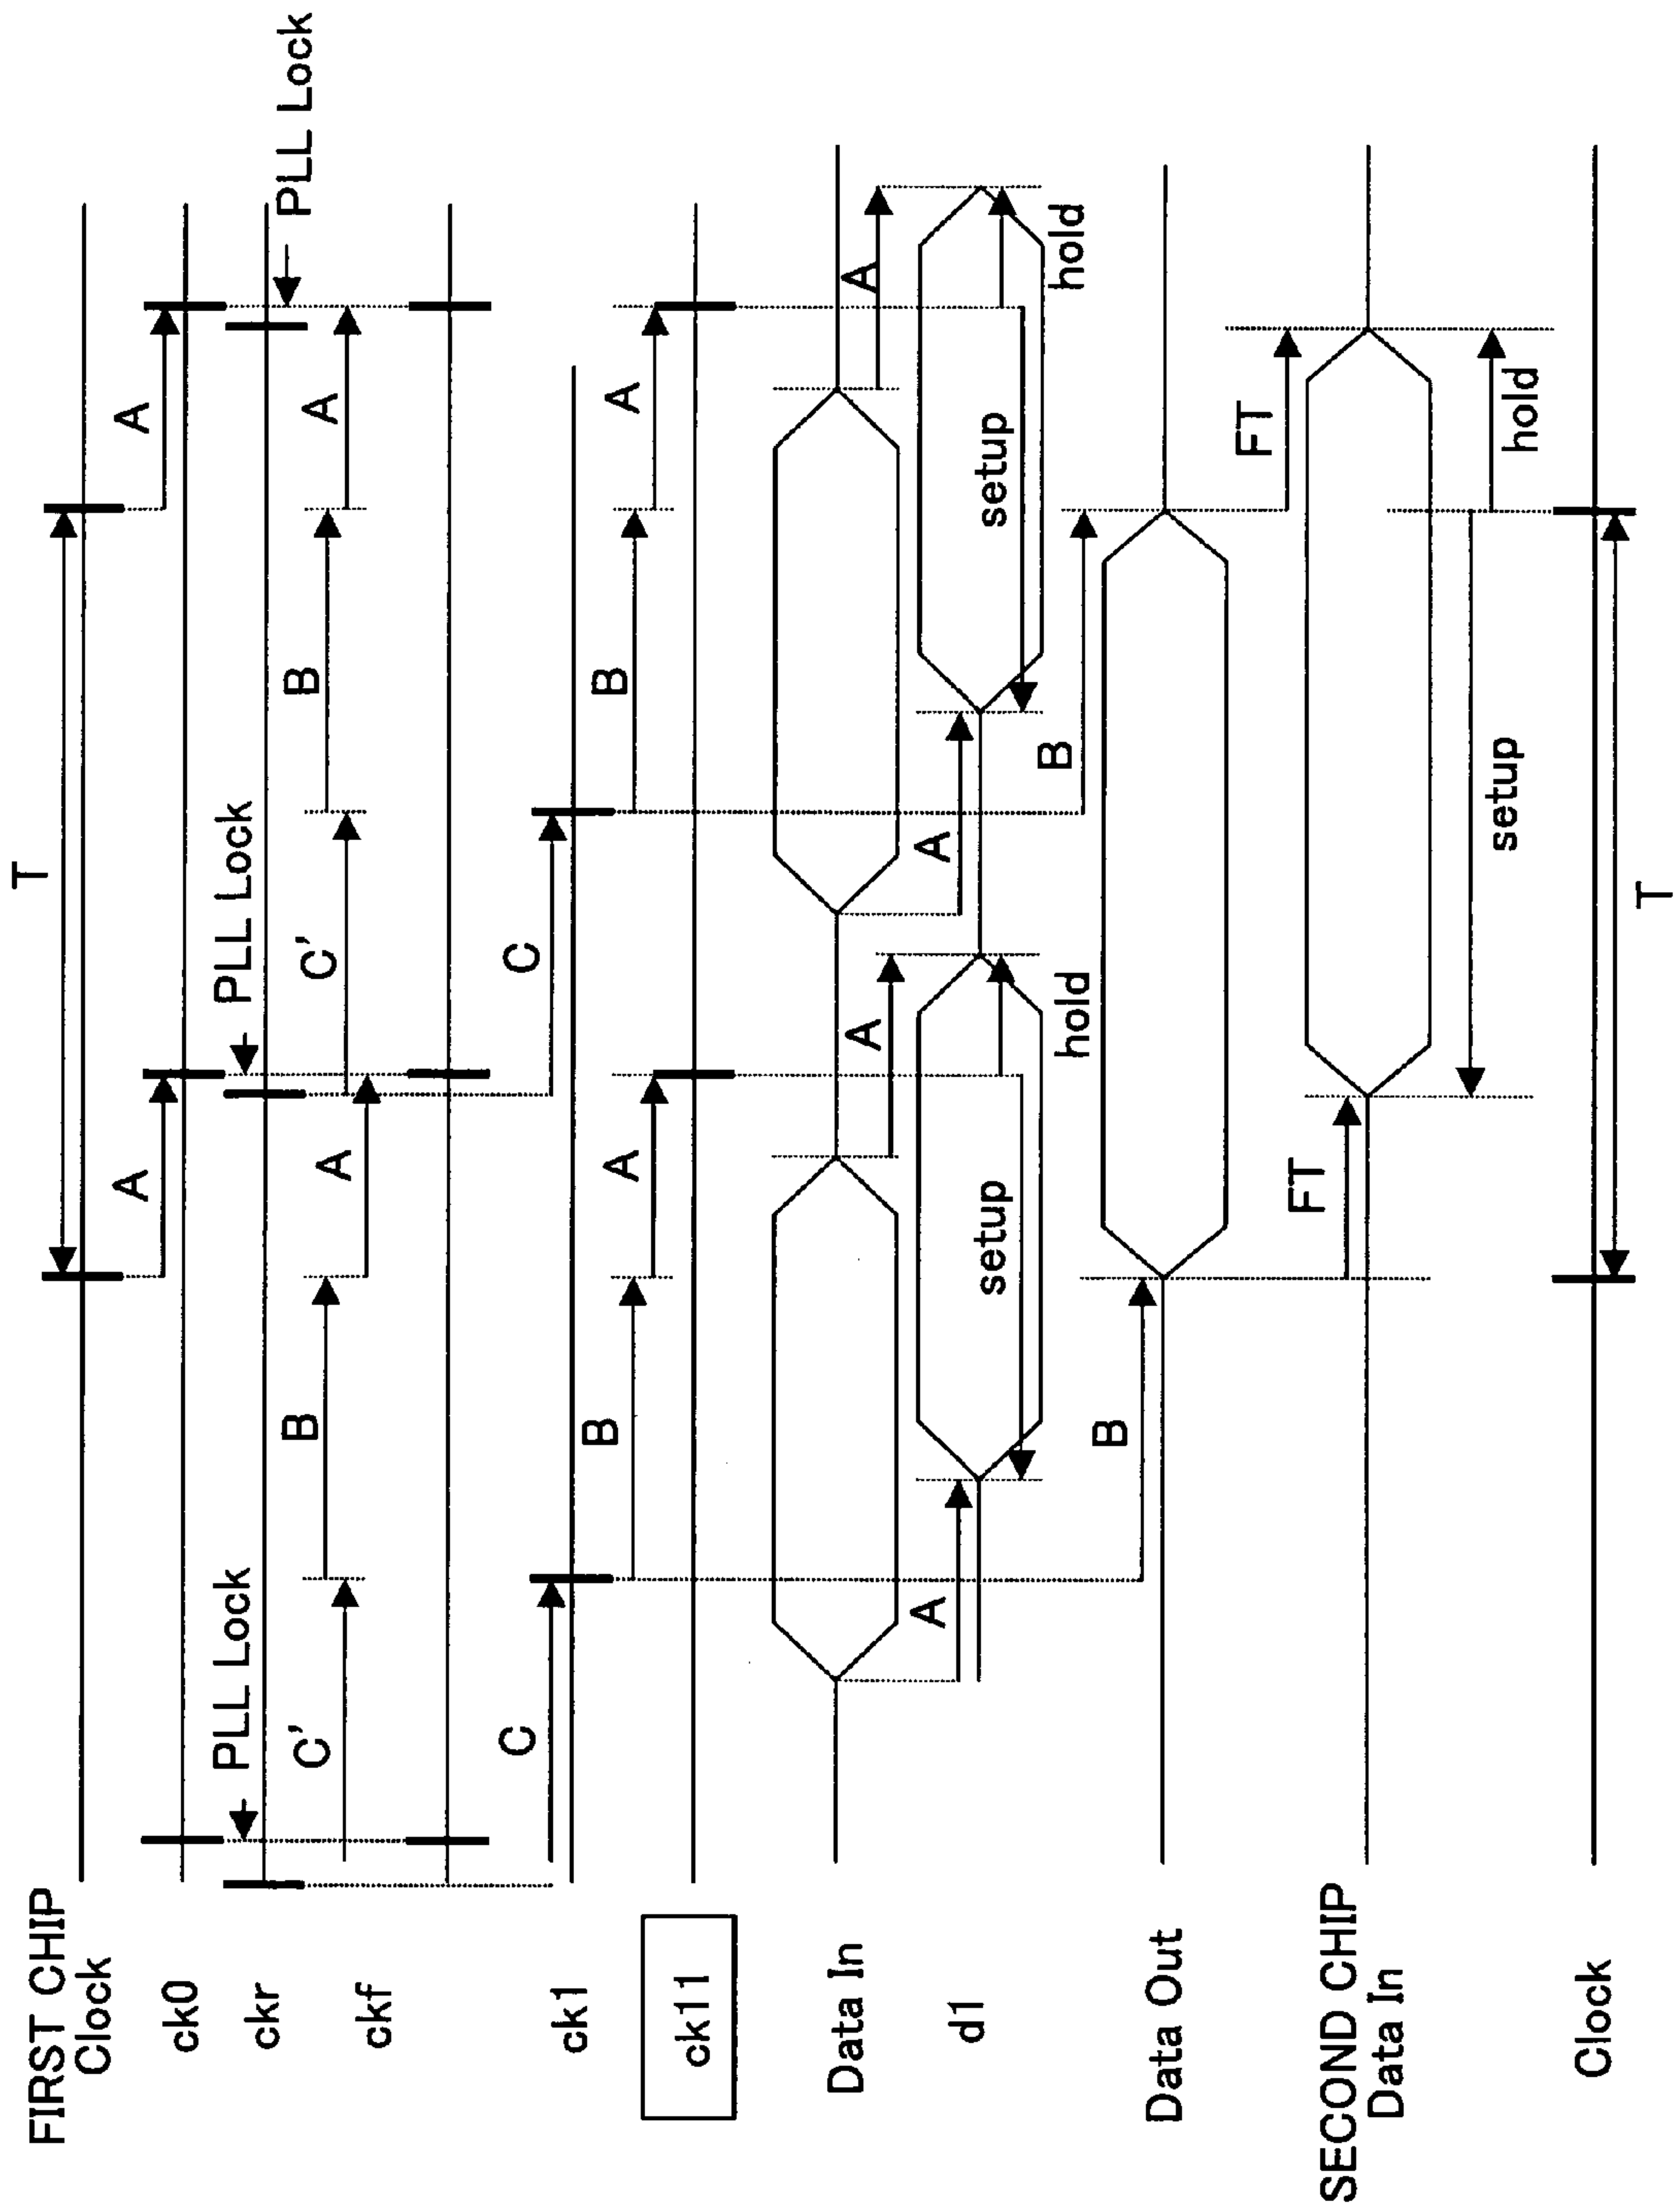 T
FIRST CHIP
Clock
A
A
ck0
PLL Lock
PLL Lock
PLL Lock
ckr
C'
B
A
C'
B
A
ckf
C
C
ck1
B
A
B
A
ck11
Data In
A
A
A
A
d1
setup
setup
hold
hold
B
B
Data Out
FT
FT
SECOND CHIP
Data In
setup
hold
Clock
T